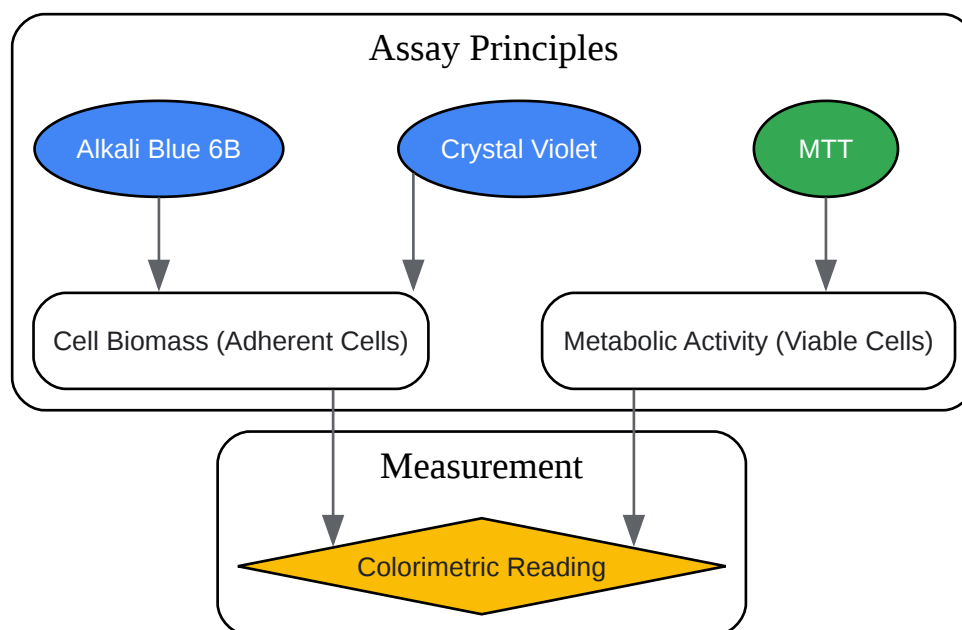 Assay Principles
Alkali Blue 6B
Crystal Violet
MTT
Cell Biomass (Adherent Cells)
Metabolic Activity (Viable Cells)
Measurement
Colorimetric Reading